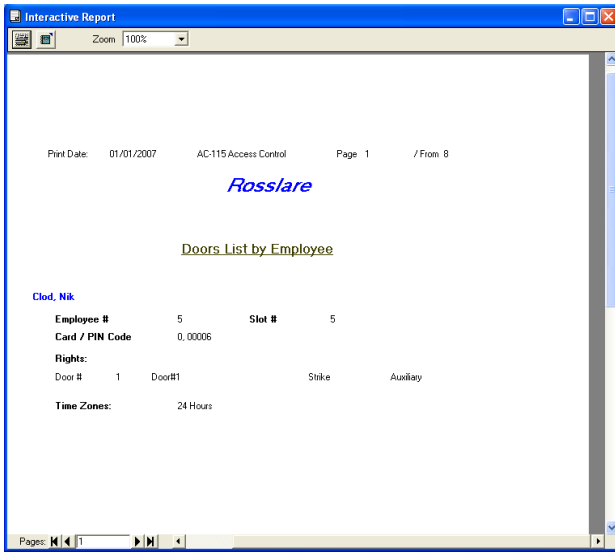 Interactive Report
Zoom 100%
Print Date: 01/01/2007 AC-115 Access Control Page 1 / From 8
Rosslare
Doors List by Employee
Clod, Nik
Employee # 5 Slot # 5
Card / PIN Code 0, 00006
Rights:
Door # 1 Door#1 Strike Auxiliary
Time Zones: 24 Hours
Pages: 1